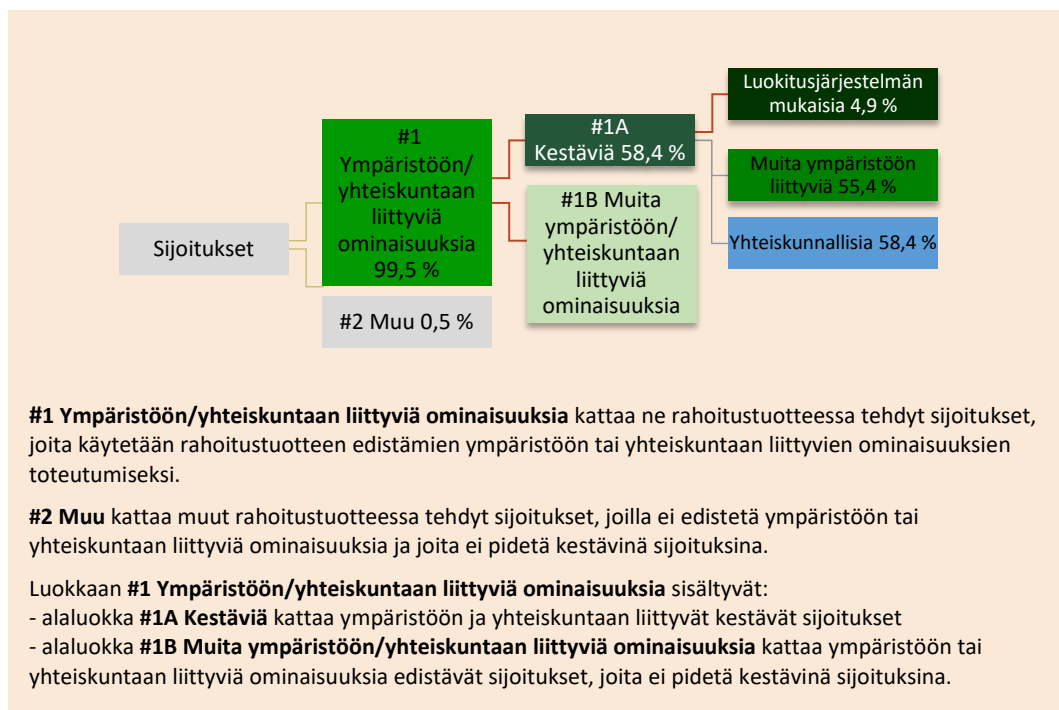 Sijoitukset
#1
Ympäristöön/
yhteiskuntaan
liittyviä
ominaisuuksia
99,5 %
#2 Muu 0,5 %
#1A
Kestäviä 58,4 %
#1B Muita
ympäristöön/
yhteiskuntaan
liittyviä
ominaisuuksia
Luokitusjärjestelmän
mukaisia 4,9 %
Muita ympäristöön
liittyviä 55,4 %
Yhteiskunnallisia 58,4 %
#1 Ympäristöön/yhteiskuntaan liittyviä ominaisuuksia kattaa ne rahoitustuotteessa tehdyt sijoitukset,
joita käytetään rahoitustuotteen edistämien ympäristöön tai yhteiskuntaan liittyvien ominaisuuksien
toteutumiseksi.
#2 Muu kattaa muut rahoitustuotteessa tehdyt sijoitukset, joilla ei edistetä ympäristöön tai
yhteiskuntaan liittyviä ominaisuuksia ja joita ei pidetä kestävinä sijoituksina.
Luokkaan #1 Ympäristöön/yhteiskuntaan liittyviä ominaisuuksia sisältyvät:
- alaluokka #1A Kestäviä kattaa ympäristöön ja yhteiskuntaan liittyvät kestävät sijoitukset
- alaluokka #1B Muita ympäristöön/yhteiskuntaan liittyviä ominaisuuksia kattaa ympäristöön tai
yhteiskuntaan liittyviä ominaisuuksia edistävät sijoitukset, joita ei pidetä kestävinä sijoituksina.